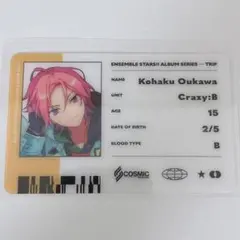 ENSEMBLE STARS!! ALBUM SERIES — TRIP
NAME Kohaku Oukawa
UNIT Crazy:B
AGE 15
DATE OF BIRTH 2/5
BLOOD TYPE B
COSMIC